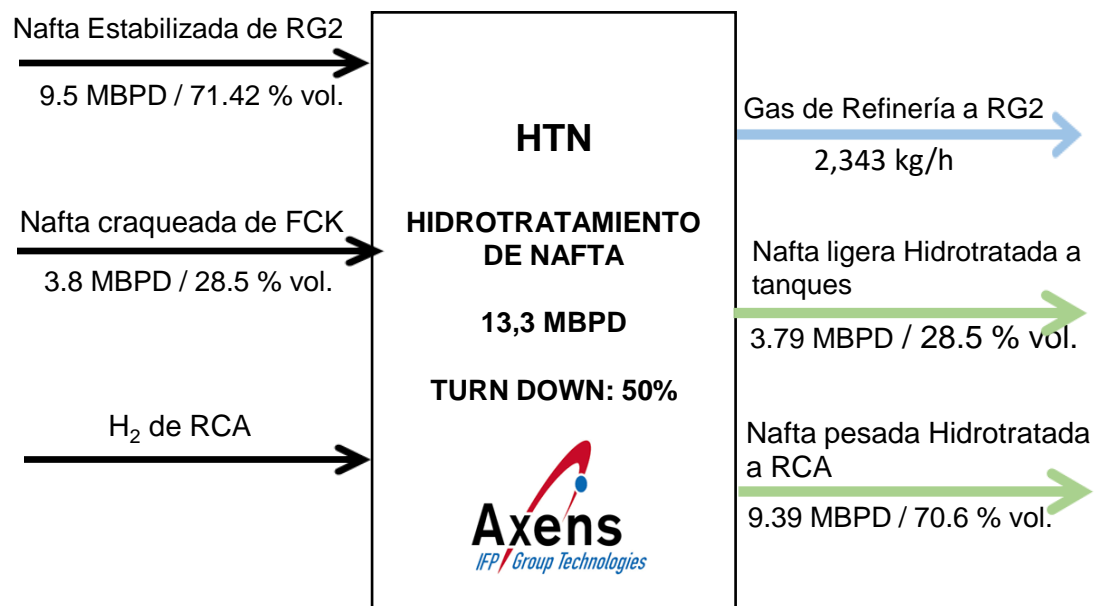 Nafta Estabilizada de RG2
9.5 MBPD / 71.42 % vol.
Nafta craqueada de FCK
3.8 MBPD / 28.5 % vol.
H₂ de RCA
HTN
HIDROTRATAMIENTO
DE NAFTA
13,3 MBPD
TURN DOWN: 50%
Axens
IFP Group Technologies
Gas de Refinería a RG2
2,343 kg/h
Nafta ligera Hidrotratada a
tanques
3.79 MBPD / 28.5 % vol.
Nafta pesada Hidrotratada
a RCA
9.39 MBPD / 70.6 % vol.